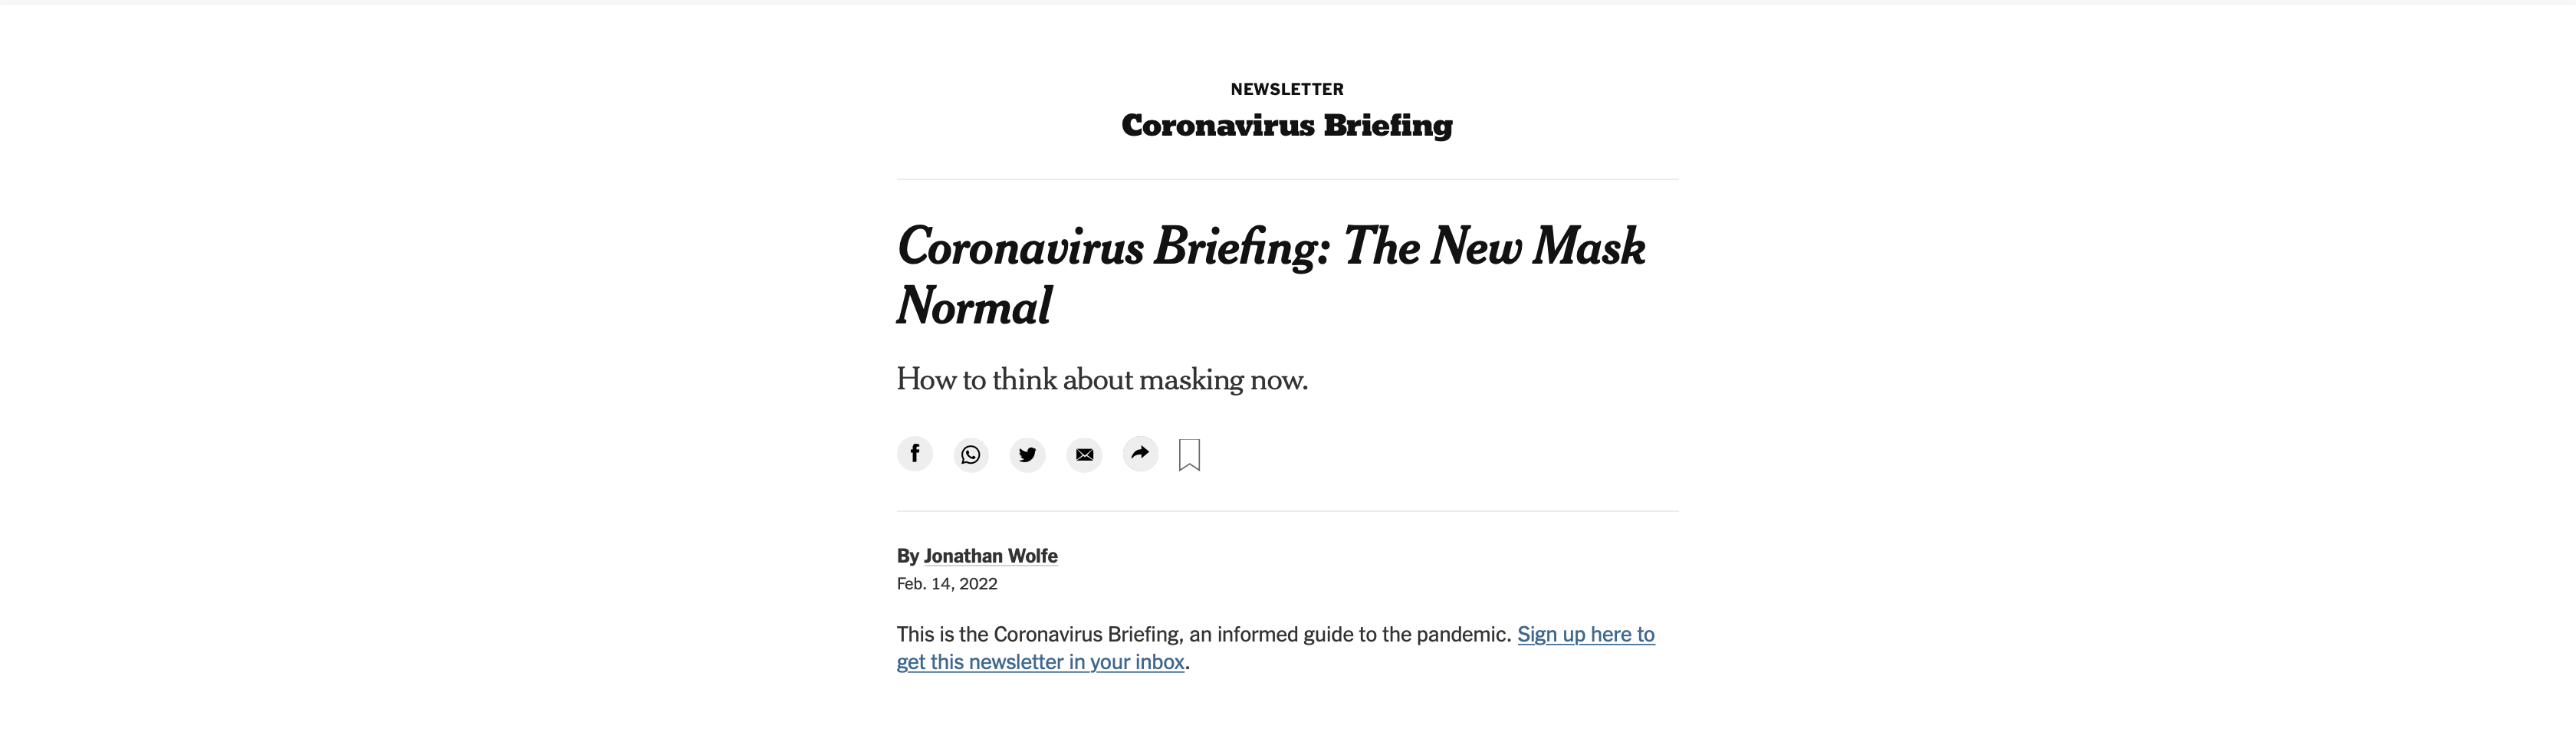 NEWSLETTER
Coronavirus Briefing
Coronavirus Briefing: The New Mask
Normal
How to think about masking now.
By Jonathan Wolfe
Feb. 14, 2022
This is the Coronavirus Briefing, an informed guide to the pandemic. Sign up here to
get this newsletter in your inbox.